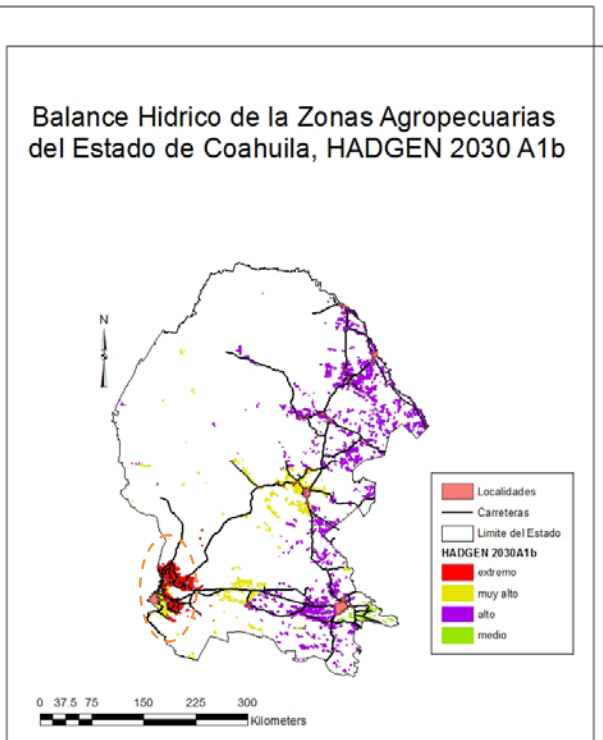 Balance Hidrico de la Zonas Agropecuarias
del Estado de Coahuila, HADGEN 2030 A1b
N
Localidades
Carreteras
Limite del Estado
HADGEN 2030A1b
extremo
muy alto
alto
medio
0 37.5 75 150 225 300
Kilometers